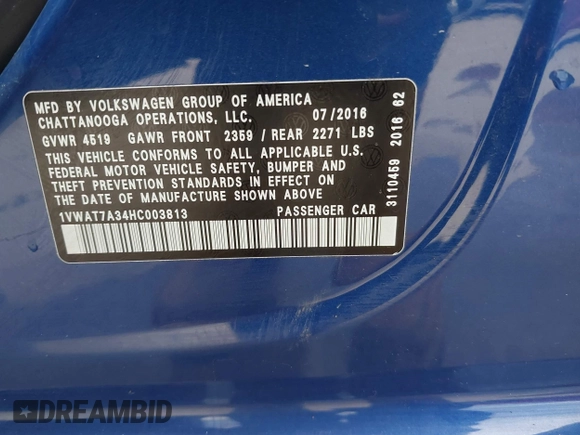 MFD BY VOLKSWAGEN GROUP OF AMERICA
CHATTANOOGA OPERATIONS, LLC. 07/2016
GVWR 4519 GAWR FRONT 2359 / REAR 2271 LBS
THIS VEHICLE CONFORMS TO ALL APPLICABLE U.S.
FEDERAL MOTOR VEHICLE SAFETY, BUMPER AND
THEFT PREVENTION STANDARDS IN EFFECT ON
THE DATE OF MANUFACTURE SHOWN ABOVE
1VWAT7A34HC003813 PASSENGER CAR
3110459 2016 62
DREAMBID